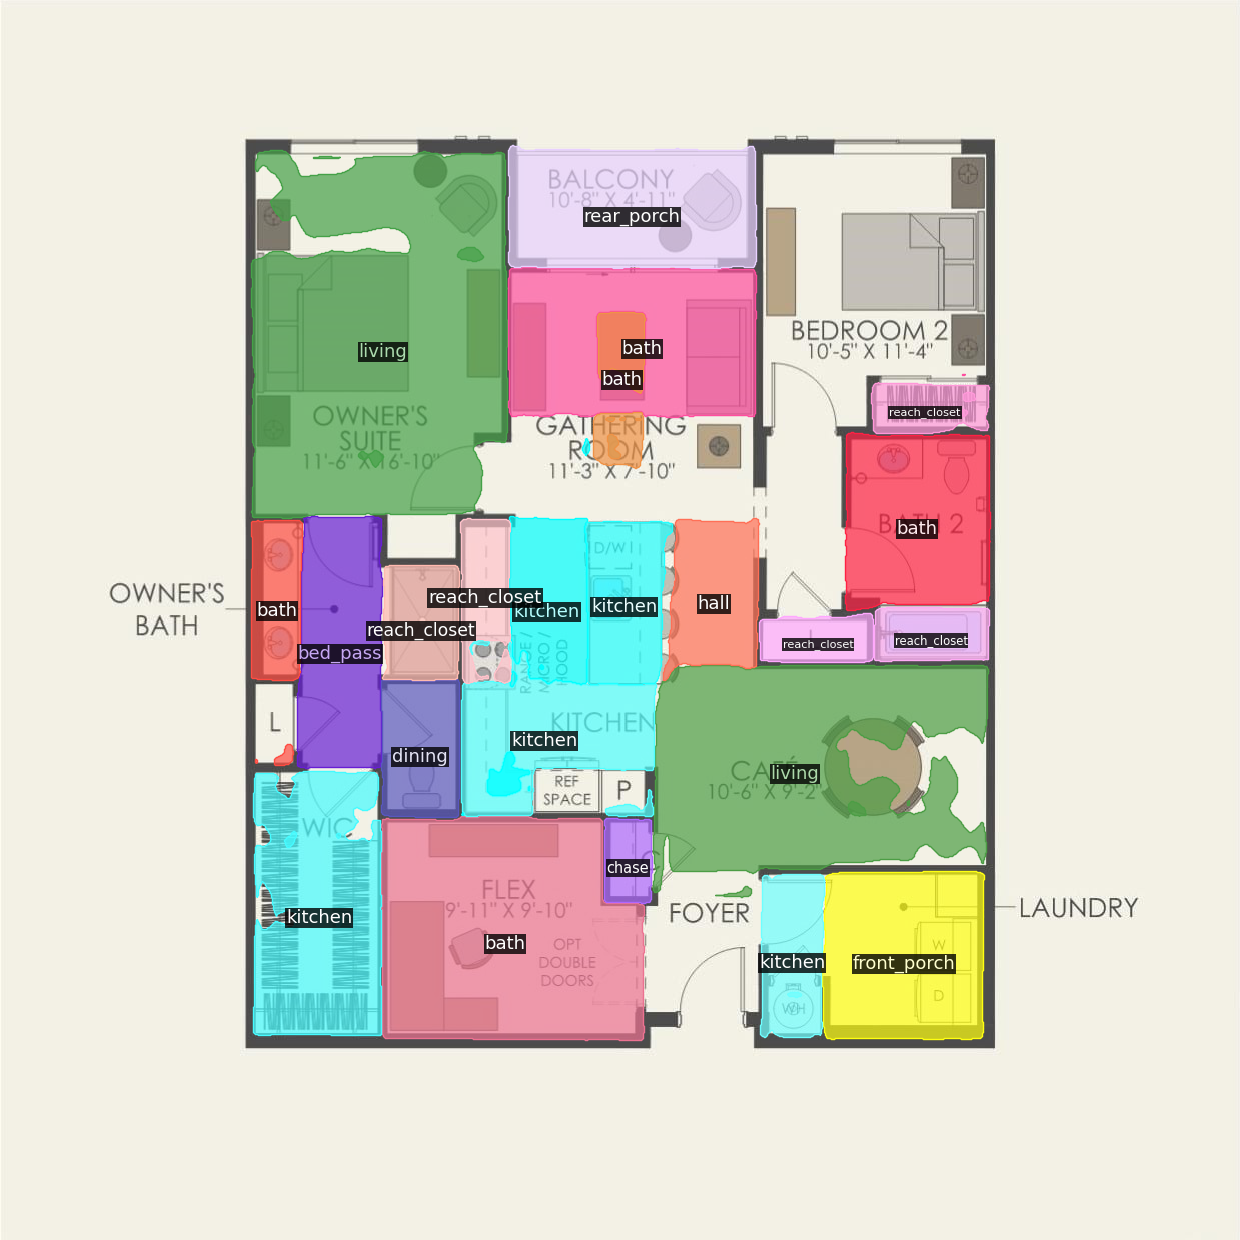 BALCONY
10'-8" X 4'-11"
rear_porch
BEDROOM 2
10'-5" X 11'-4"
living
bath
bath
reach_closet
OWNER'S
SUITE
11'-6" X 16'-10"
GATHERING
ROOM
11'-3" X 7'-10"
BATH 2
bath
D/W
OWNER'S
BATH
bath
reach_closet
kitchen
kitchen
hall
reach_closet
bed_pass
reach_closet
reach_closet
RANGE/
MICRO/
HOOD
L
KITCHEN
kitchen
dining
CAFÉ
living
10'-6" X 9'-2"
REF
SPACE
P
WIC
chase
FLEX
9'-11" X 9'-10"
FOYER
LAUNDRY
kitchen
bath
OPT
DOUBLE
DOORS
kitchen
front_porch
W
D
WH